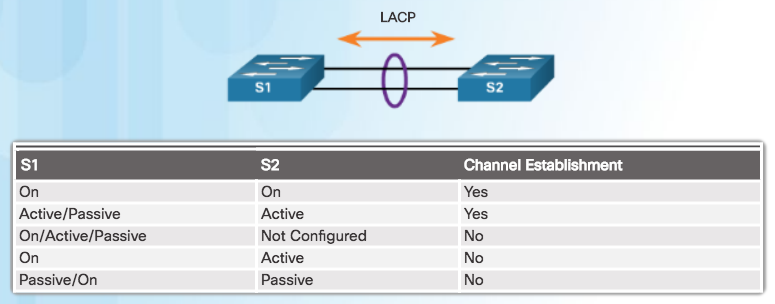 LACP
S1 S2
S1 S2 Channel Establishment
On On Yes
Active/Passive Active Yes
On/Active/Passive Not Configured No
On Active No
Passive/On Passive No